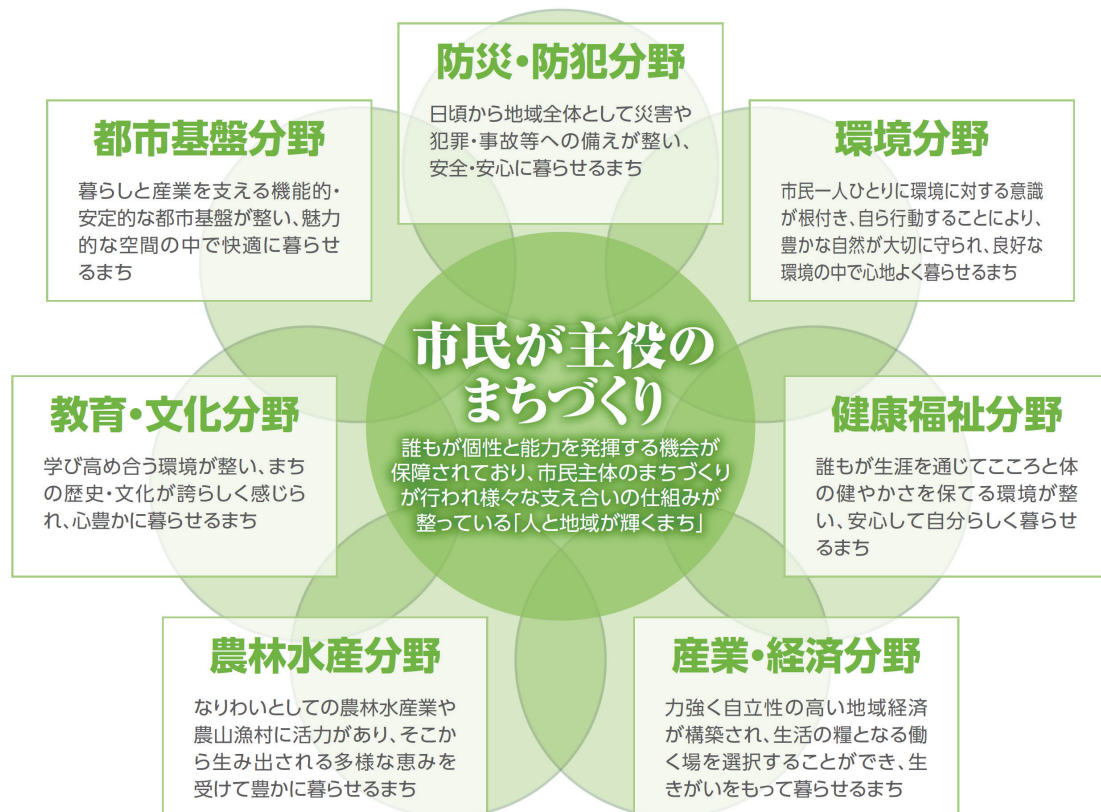 防災・防犯分野
日頃から地域全体として災害や
犯罪・事故等への備えが整い、
安全・安心に暮らせるまち
都市基盤分野
暮らしと産業を支える機能的・
安定的な都市基盤が整い、魅力
的な空間の中で快適に暮らせ
るまち
環境分野
市民一人ひとりに環境に対する意識
が根付き、自ら行動することにより、
豊かな自然が大切に守られ、良好な
環境の中で心地よく暮らせるまち
市民が主役の
まちづくり
誰もが個性と能力を発揮する機会が
保障されており、市民主体のまちづくり
が行われ様々な支え合いの仕組みが
整っている「人と地域が輝くまち」
教育・文化分野
学び高め合う環境が整い、まち
の歴史・文化が誇らしく感じら
れ、心豊かに暮らせるまち
健康福祉分野
誰もが生涯を通じてこころと体
の健やかさを保てる環境が整
い、安心して自分らしく暮らせ
るまち
農林水産分野
なりわいとしての農林水産業や
農山漁村に活力があり、そこか
ら生み出される多様な恵みを
受けて豊かに暮らせるまち
産業・経済分野
力強く自立性の高い地域経済
が構築され、生活の糧となる働
く場を選択することができ、生
きがいをもって暮らせるまち